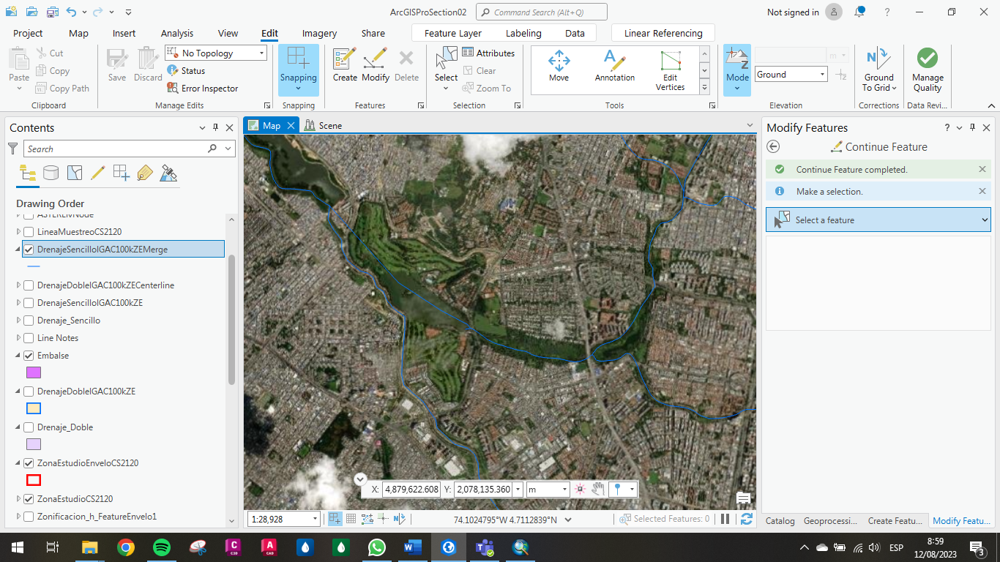 ArcGISProSection02
Command Search (Alt+Q)
Not signed in
?
Project
Map
Insert
Analysis
View
Edit
Imagery
Share
Feature Layer
Labeling
Data
Linear Referencing
Paste
Cut
Copy
Copy Path
Clipboard
Save
Discard
No Topology
Status
Error Inspector
Manage Edits
Snapping
Snapping
Create
Modify
Delete
Features
Select
Attributes
Clear
Zoom To
Selection
Move
Annotation
Edit
Vertices
Tools
Mode
m
Ground
Elevation
Ground
To Grid
Corrections
Manage
Quality
Data Revi...
Contents
Search
Drawing Order
ASTERLIVNode
LineaMuestreoCS2120
DrenajeSencilloIGAC100kZEMerge
DrenajeDobleIGAC100kZECenterline
DrenajeSencilloIGAC100kZE
Drenaje_Sencillo
Line Notes
Embalse
DrenajeDobleIGAC100kZE
Drenaje_Doble
ZonaEstudioEnveloCS2120
ZonaEstudioCS2120
Zonificacion_h_FeatureEnvelo1
Map
Scene
X: 4,879,622.608 Y: 2,078,135.360 m
1:28,928
74.1024795°W 4.7112839°N
Selected Features: 0
Modify Features
?
Continue Feature
Continue Feature completed.
Make a selection.
Select a feature
Catalog
Geoprocessi...
Create Featu...
Modify Featu...
ESP
8:59
12/08/2023
3